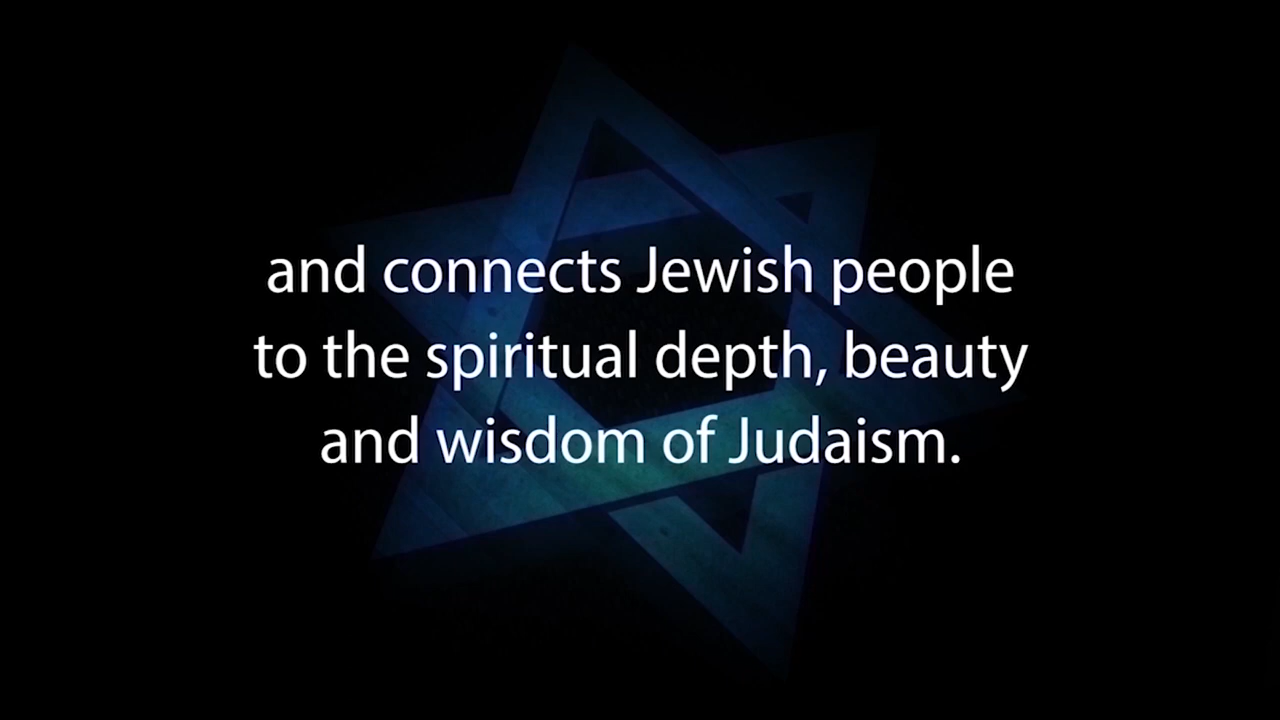 and connects Jewish people
to the spiritual depth, beauty
and wisdom of Judaism.